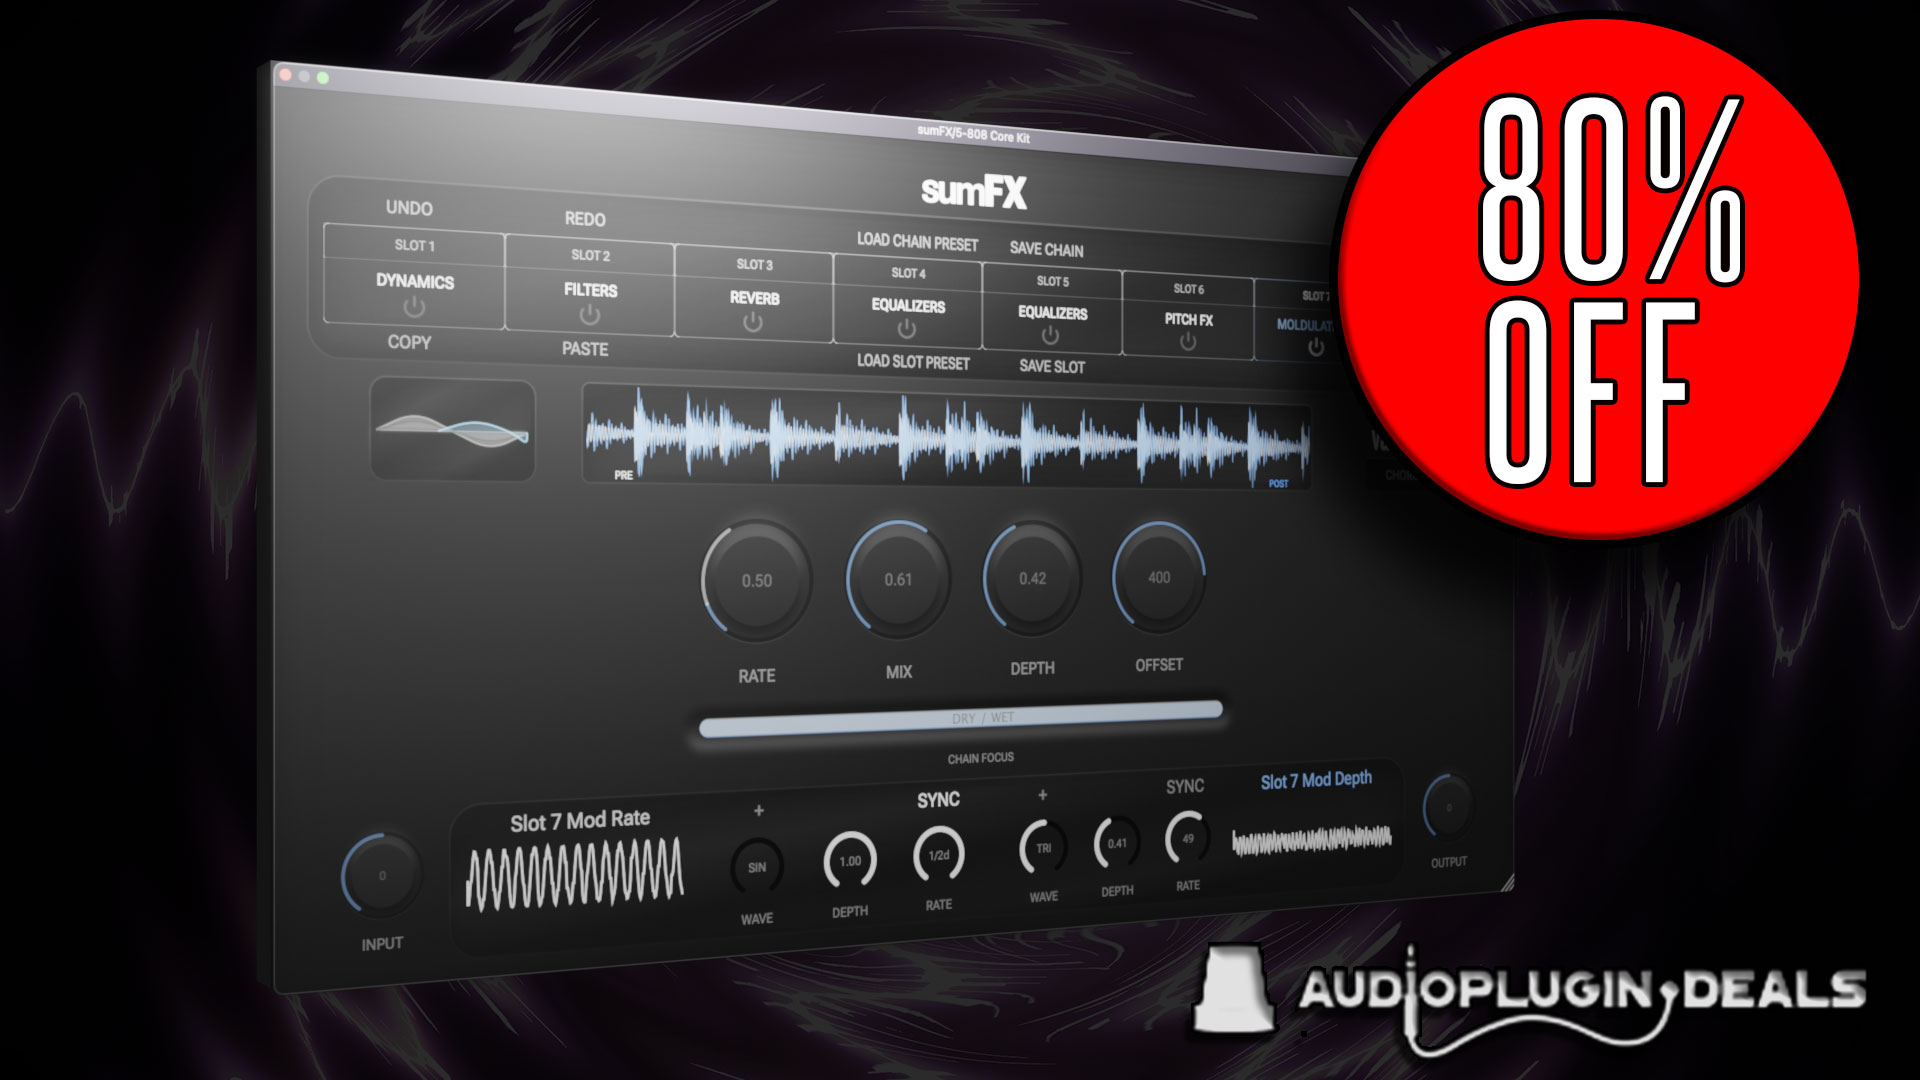 sumFX/5-808 Core Kit
sumFX
80%
OFF
UNDO
REDO
LOAD CHAIN PRESET
SAVE CHAIN
SLOT 1
SLOT 2
SLOT 3
SLOT 4
SLOT 5
SLOT 6
SLOT 7
DYNAMICS
FILTERS
REVERB
EQUALIZERS
EQUALIZERS
PITCH FX
MOLDULAT
COPY
PASTE
LOAD SLOT PRESET
SAVE SLOT
PRE
POST
0.50
0.61
0.42
400
RATE
MIX
DEPTH
OFFSET
DRY / WET
CHAIN FOCUS
Slot 7 Mod Rate
+
SYNC
+
SYNC
Slot 7 Mod Depth
0
SIN
1.00
1/2d
TRI
0.41
49
0
INPUT
WAVE
DEPTH
RATE
WAVE
DEPTH
RATE
OUTPUT
AUDIOPLUGIN.DEALS